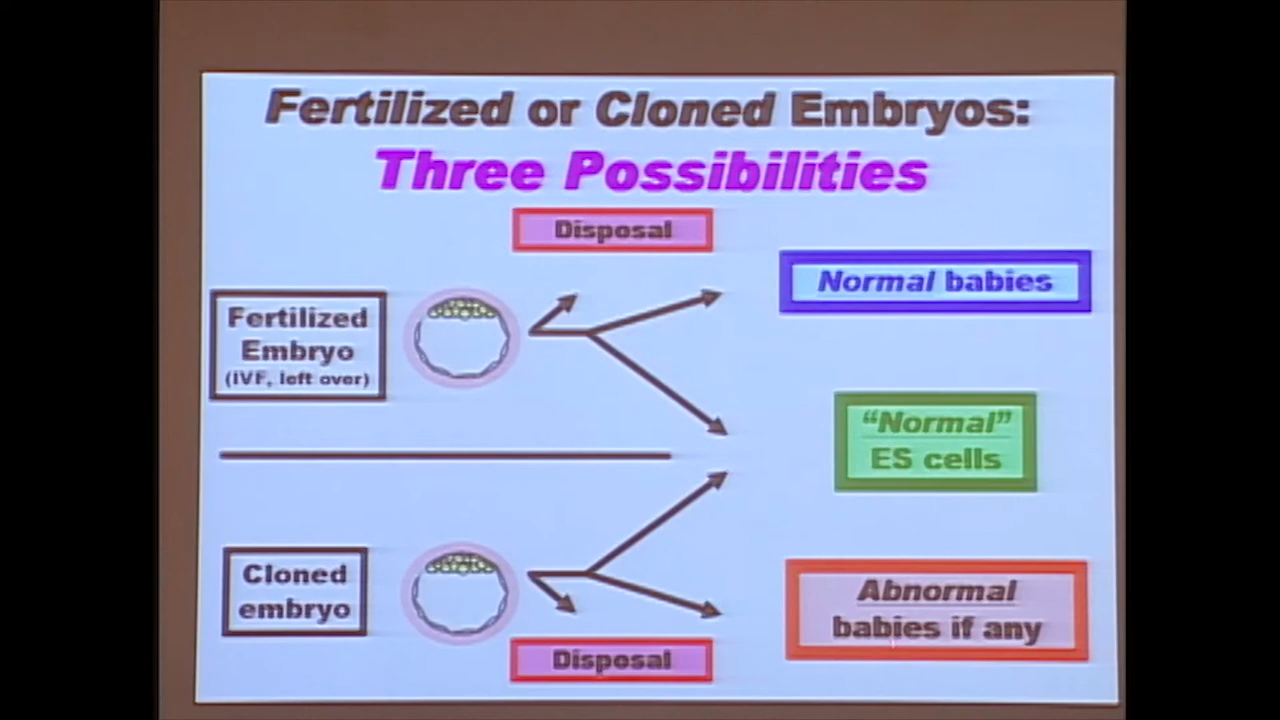 Fertilized or Cloned Embryos:
Three Possibilities
Disposal
Normal babies
Fertilized
Embryo
(IVF, left over)
“Normal”
ES cells
Cloned
embryo
Abnormal
babies if any
Disposal